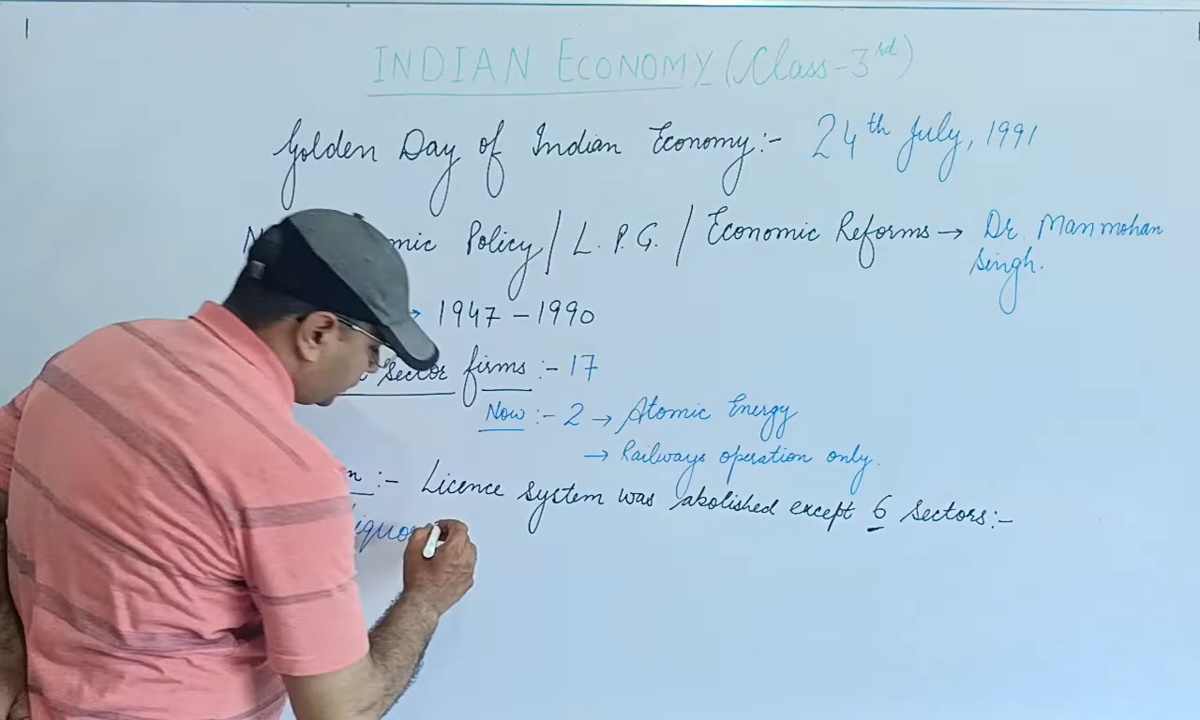 INDIAN ECONOMY (Class-3rd)
Golden Day of Indian Economy:- 24th July, 1991
Policy / L. P. G. / Economic Reforms → Dr. Manmohan Singh.
→ 1947 - 1990
Sector firms :- 17
Now :- 2 → Atomic Energy
→ Railways operation only.
:- Licence system was abolished except 6 Sectors:-